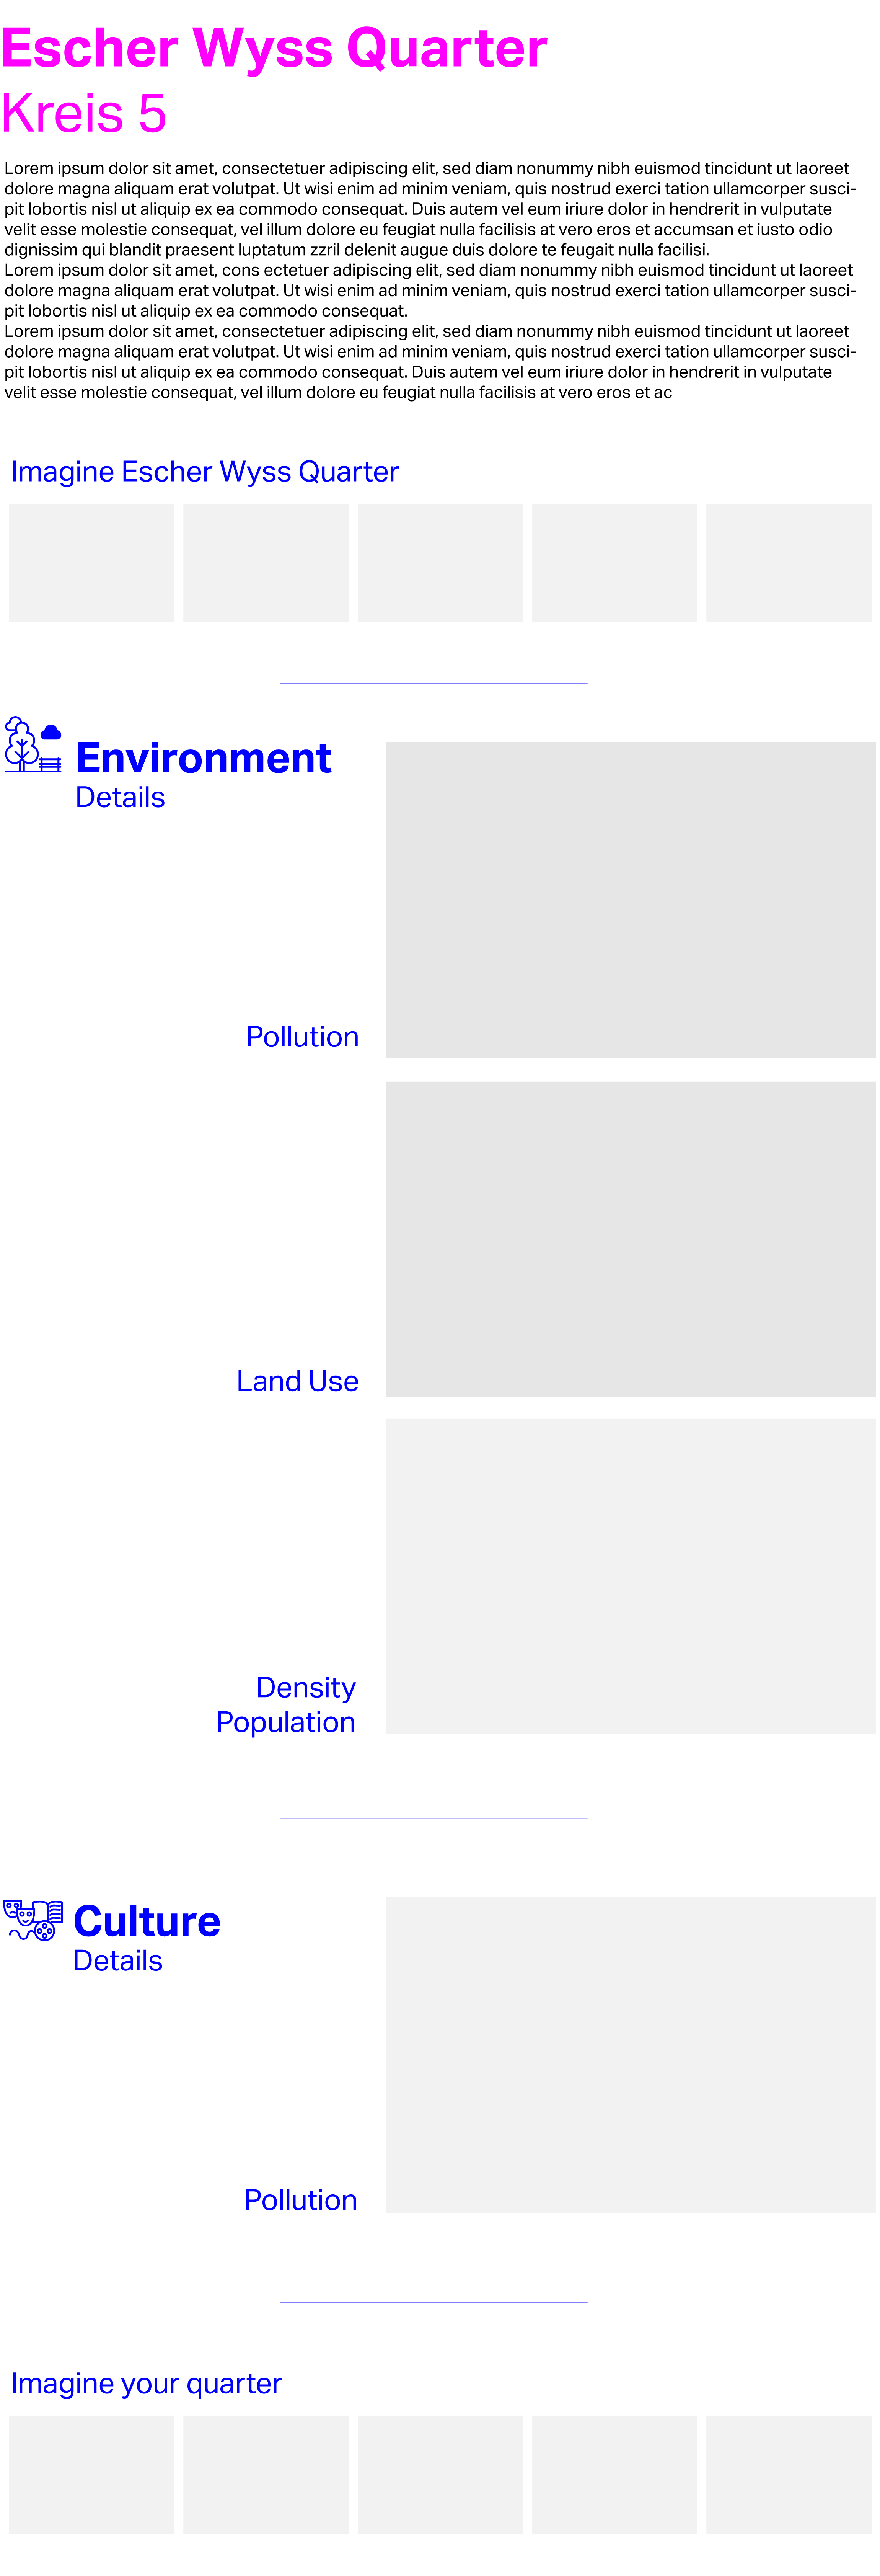 Escher Wyss Quarter
Kreis 5
Lorem ipsum dolor sit amet, consectetuer adipiscing elit, sed diam nonummy nibh euismod tincidunt ut laoreet
dolore magna aliquam erat volutpat. Ut wisi enim ad minim veniam, quis nostrud exerci tation ullamcorper susci-
pit lobortis nisl ut aliquip ex ea commodo consequat. Duis autem vel eum iriure dolor in hendrerit in vulputate
velit esse molestie consequat, vel illum dolore eu feugiat nulla facilisis at vero eros et accumsan et iusto odio
dignissim qui blandit praesent luptatum zzril delenit augue duis dolore te feugait nulla facilisi.
Lorem ipsum dolor sit amet, cons ectetuer adipiscing elit, sed diam nonummy nibh euismod tincidunt ut laoreet
dolore magna aliquam erat volutpat. Ut wisi enim ad minim veniam, quis nostrud exerci tation ullamcorper susci-
pit lobortis nisl ut aliquip ex ea commodo consequat.
Lorem ipsum dolor sit amet, consectetuer adipiscing elit, sed diam nonummy nibh euismod tincidunt ut laoreet
dolore magna aliquam erat volutpat. Ut wisi enim ad minim veniam, quis nostrud exerci tation ullamcorper susci-
pit lobortis nisl ut aliquip ex ea commodo consequat. Duis autem vel eum iriure dolor in hendrerit in vulputate
velit esse molestie consequat, vel illum dolore eu feugiat nulla facilisis at vero eros et ac
Imagine Escher Wyss Quarter
Environment
Details
Pollution
Land Use
Density
Population
Culture
Details
Pollution
Imagine your quarter